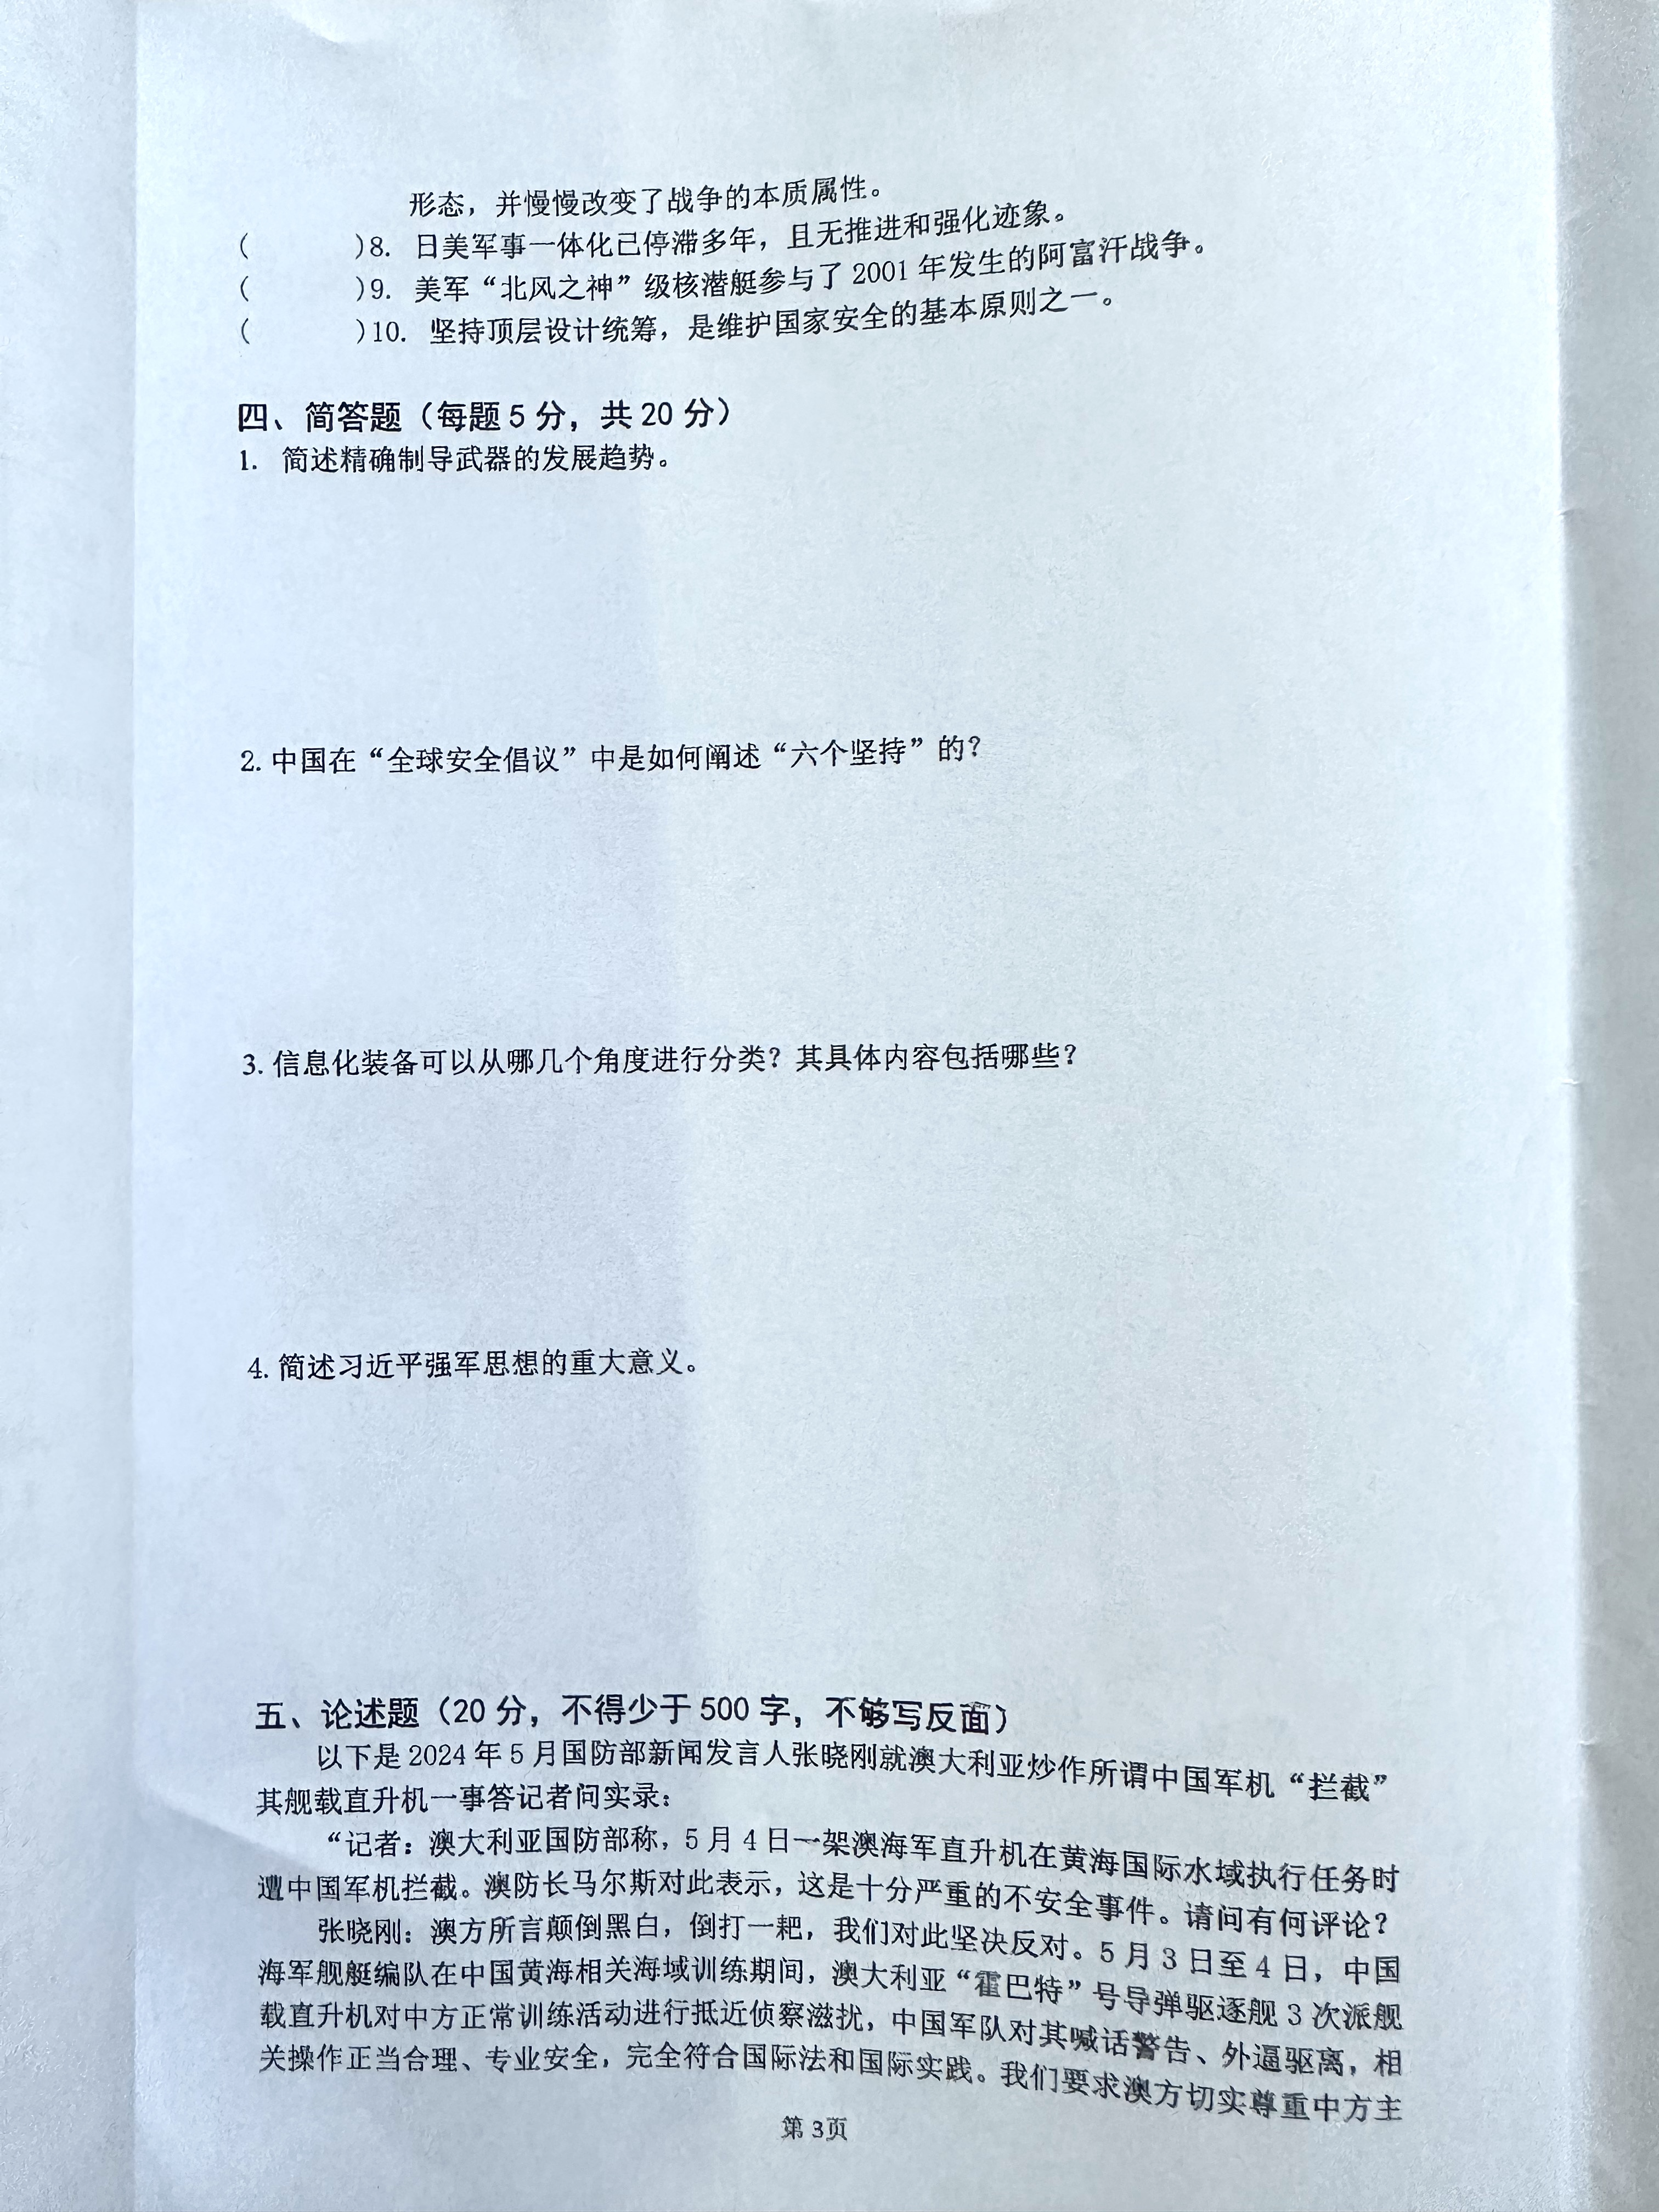 形态，并慢慢改变了战争的本质属性。
(　　　)8. 日美军事一体化已停滞多年，且无推进和强化迹象。
(　　　)9. 美军“北风之神”级核潜艇参与了 2001 年发生的阿富汗战争。
(　　　)10. 坚持顶层设计统筹，是维护国家安全的基本原则之一。
四、简答题（每题 5 分，共 20 分）
1. 简述精确制导武器的发展趋势。
2. 中国在“全球安全倡议”中是如何阐述“六个坚持”的？
3. 信息化装备可以从哪几个角度进行分类？其具体内容包括哪些？
4. 简述习近平强军思想的重大意义。
五、论述题（20 分，不得少于 500 字，不够写反面）
以下是 2024 年 5 月国防部新闻发言人张晓刚就澳大利亚炒作所谓中国军机“拦截”
其舰载直升机一事答记者问实录：
“记者：澳大利亚国防部称，5 月 4 日一架澳海军直升机在黄海国际水域执行任务时
遭中国军机拦截。澳防长马尔斯对此表示，这是十分严重的不安全事件。请问有何评论？
张晓刚：澳方所言颠倒黑白，倒打一耙，我们对此坚决反对。5 月 3 日至 4 日，中国
海军舰艇编队在中国黄海相关海域训练期间，澳大利亚“霍巴特”号导弹驱逐舰 3 次派舰
载直升机对中方正常训练活动进行抵近侦察滋扰，中国军队对其喊话警告、外逼驱离，相
关操作正当合理、专业安全，完全符合国际法和国际实践。我们要求澳方切实尊重中方主
第 3页